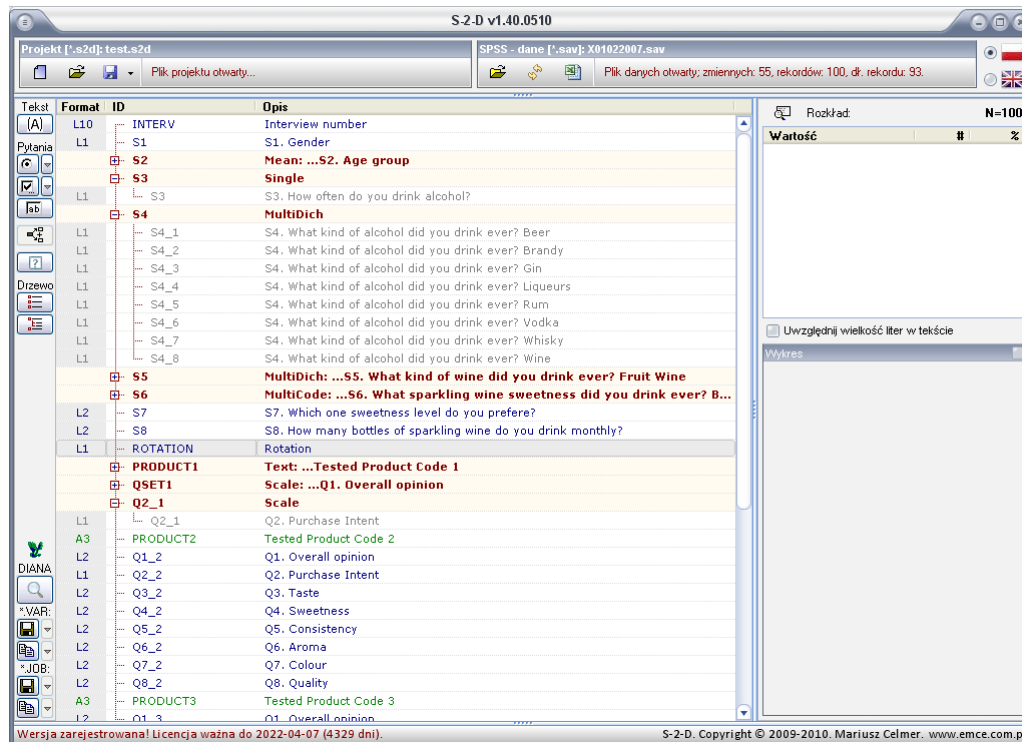 S-2-D v1.40.0510
Projekt [*.s2d]: test.s2d
SPSS - dane [*.sav]: X01022007.sav
Plik projektu otwarty...
Plik danych otwarty; zmiennych: 55, rekordów: 100, dł. rekordu: 93.
Tekst
(A)
Pytania
ab
Drzewo
DIANA
*.VAR:
*.JOB:
Format ID Opis
L10 INTERV Interview number
L1 S1 S1. Gender
S2 Mean: ...S2. Age group
S3 Single
L1 S3 S3. How often do you drink alcohol?
S4 MultiDich
L1 S4_1 S4. What kind of alcohol did you drink ever? Beer
L1 S4_2 S4. What kind of alcohol did you drink ever? Brandy
L1 S4_3 S4. What kind of alcohol did you drink ever? Gin
L1 S4_4 S4. What kind of alcohol did you drink ever? Liqueurs
L1 S4_5 S4. What kind of alcohol did you drink ever? Rum
L1 S4_6 S4. What kind of alcohol did you drink ever? Vodka
L1 S4_7 S4. What kind of alcohol did you drink ever? Whisky
L1 S4_8 S4. What kind of alcohol did you drink ever? Wine
S5 MultiDich: ...S5. What kind of wine did you drink ever? Fruit Wine
S6 MultiCode: ...S6. What sparkling wine sweetness did you drink ever? B...
L2 S7 S7. Which one sweetness level do you prefere?
L2 S8 S8. How many bottles of sparkling wine do you drink monthly?
L1 ROTATION Rotation
PRODUCT1 Text: ...Tested Product Code 1
QSET1 Scale: ...Q1. Overall opinion
Q2_1 Scale
L1 Q2_1 Q2. Purchase Intent
A3 PRODUCT2 Tested Product Code 2
L2 Q1_2 Q1. Overall opinion
L1 Q2_2 Q2. Purchase Intent
L2 Q3_2 Q3. Taste
L2 Q4_2 Q4. Sweetness
L2 Q5_2 Q5. Consistency
L2 Q6_2 Q6. Aroma
L2 Q7_2 Q7. Colour
L2 Q8_2 Q8. Quality
A3 PRODUCT3 Tested Product Code 3
L2 Q1_3 Q1. Overall opinion
Rozkład: N=100
Wartość # %
Uwzględnij wielkość liter w tekście
Wykres
Wersja zarejestrowana! Licencja ważna do 2022-04-07 (4329 dni).
S-2-D. Copyright © 2009-2010. Mariusz Celmer. www.emce.com.p